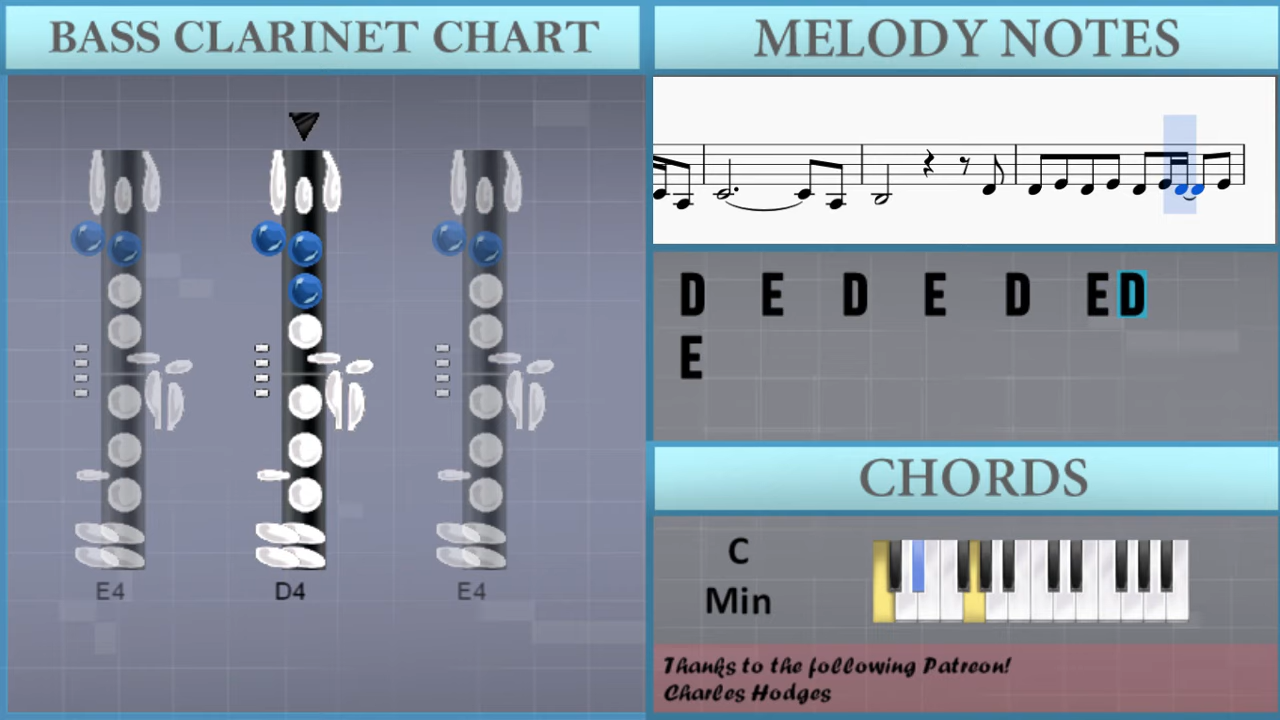 BASS CLARINET CHART
E4 D4 E4
MELODY NOTES
D E D E D E D
E
CHORDS
C
Min
Thanks to the following Patreon!
Charles Hodges